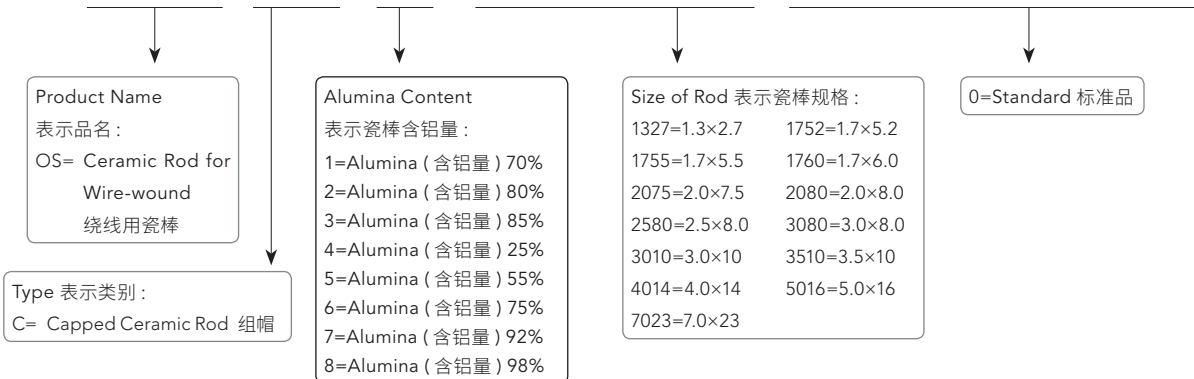 Product Name
表示品名 :
OS= Ceramic Rod for
Wire-wound
绕线用瓷棒
Type 表示类别 :
C= Capped Ceramic Rod 组帽
Alumina Content
表示瓷棒含铝量 :
1=Alumina ( 含铝量 ) 70%
2=Alumina ( 含铝量 ) 80%
3=Alumina ( 含铝量 ) 85%
4=Alumina ( 含铝量 ) 25%
5=Alumina ( 含铝量 ) 55%
6=Alumina ( 含铝量 ) 75%
7=Alumina ( 含铝量 ) 92%
8=Alumina ( 含铝量 ) 98%
Size of Rod 表示瓷棒规格 :
1327=1.3×2.7 1752=1.7×5.2
1755=1.7×5.5 1760=1.7×6.0
2075=2.0×7.5 2080=2.0×8.0
2580=2.5×8.0 3080=3.0×8.0
3010=3.0×10 3510=3.5×10
4014=4.0×14 5016=5.0×16
7023=7.0×23
0=Standard 标准品